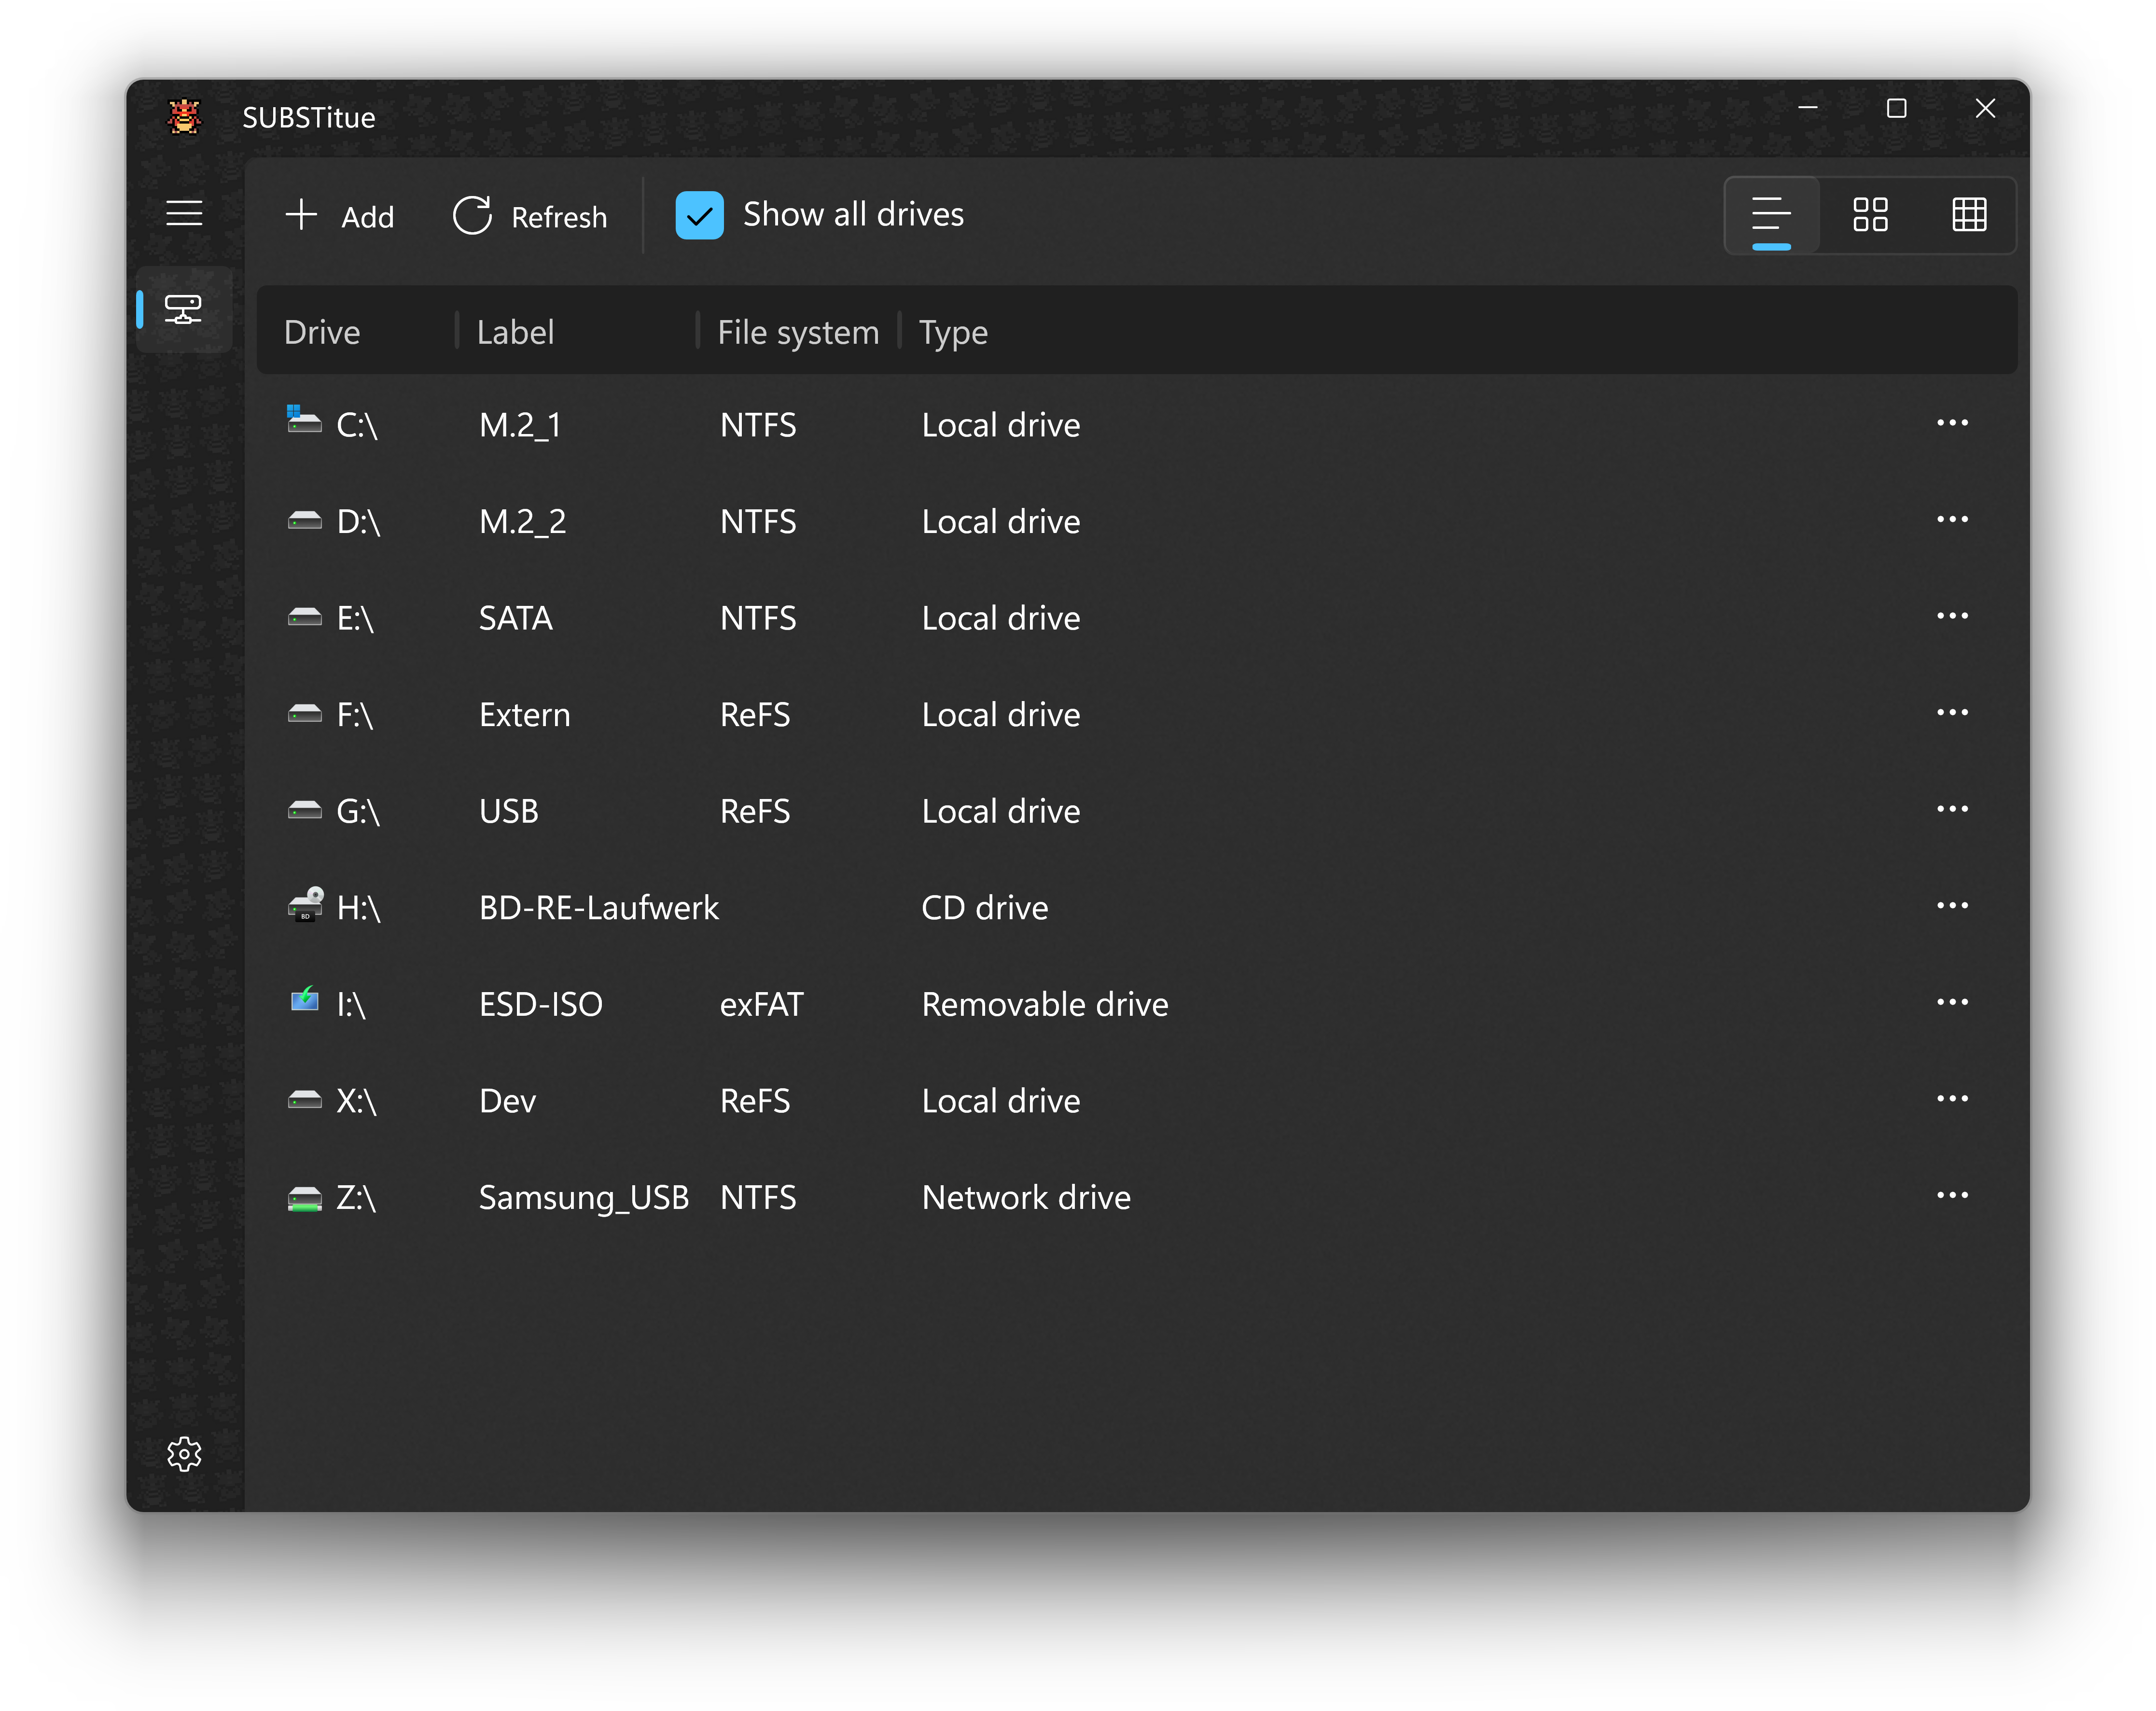 SUBSTitue
Add Refresh Show all drives
Drive Label File system Type
C:\ M.2_1 NTFS Local drive
D:\ M.2_2 NTFS Local drive
E:\ SATA NTFS Local drive
F:\ Extern ReFS Local drive
G:\ USB ReFS Local drive
BD H:\ BD-RE-Laufwerk CD drive
I:\ ESD-ISO exFAT Removable drive
X:\ Dev ReFS Local drive
Z:\ Samsung_USB NTFS Network drive